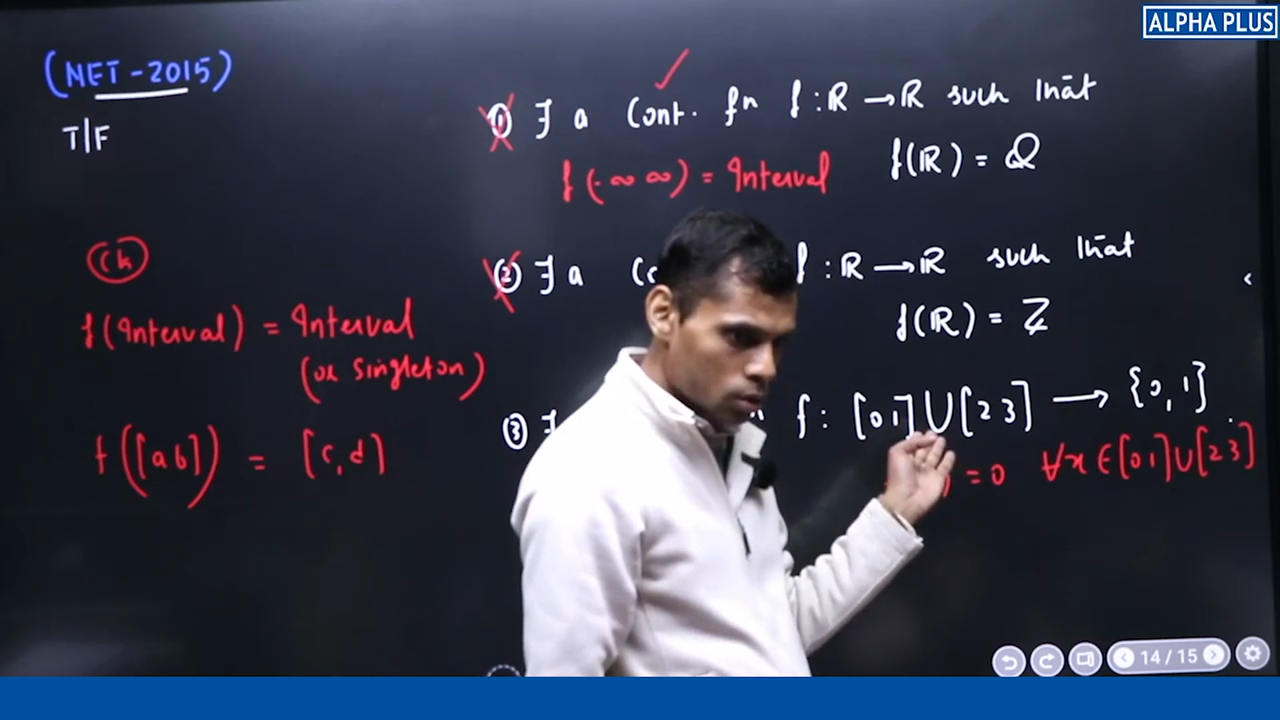 ALPHA PLUS
(NET-2015)
T|F
1) ∃ a Cont. fn f : ℝ → ℝ such that
f(ℝ) = ℚ
f(-∞ ∞) = Interval
2) ∃ a f : ℝ → ℝ such that
f(ℝ) = ℤ
Ch
f(Interval) = Interval
(or Singleton)
f([a b]) = [c, d]
3) ∃ f : [0 1] ∪ [2 3] → {0, 1}
= 0 ∀x ∈ [0 1] ∪ [2 3]
14 / 15